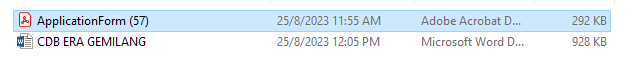 ApplicationForm (57) 25/8/2023 11:55 AM Adobe Acrobat D... 292 KB
CDB ERA GEMILANG 25/8/2023 12:05 PM Microsoft Word D... 928 KB